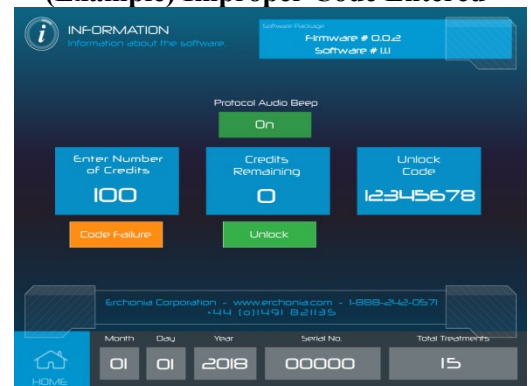 (Example) Improper Code Entered
i
INFORMATION
Information about the software.
Software Package
Firmware # 0.0.2
Software # 1.1.1
Protocol Audio Beep
On
Enter Number
of Credits
100
Credits
Remaining
0
Unlock
Code
12345678
Code Failure
Unlock
Erchonia Corporation - www.erchonia.com - 1-888-242-0571
+44 (0)1491 821135
Month
Day
Year
Serial No.
Total Treatments
01
01
2018
00000
15
HOME